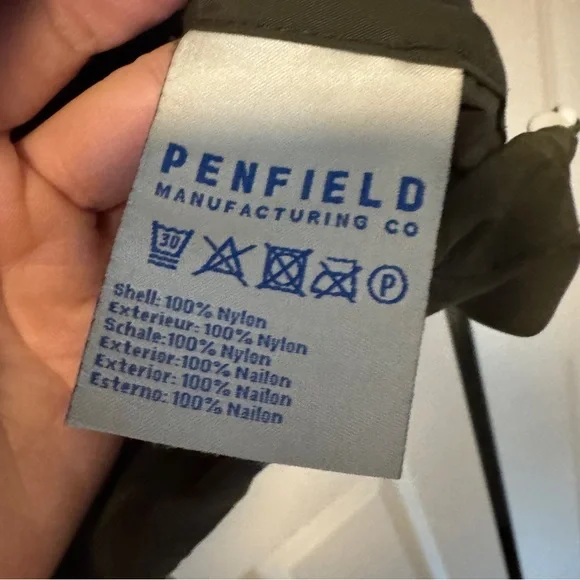 PENFIELD
MANUFACTURING CO
30 P
Shell: 100% Nylon
Exterieur: 100% Nylon
Schale:100% Nylon
Exterior:100% Nailon
Exterior: 100% Nailon
Esterno: 100% Nailon